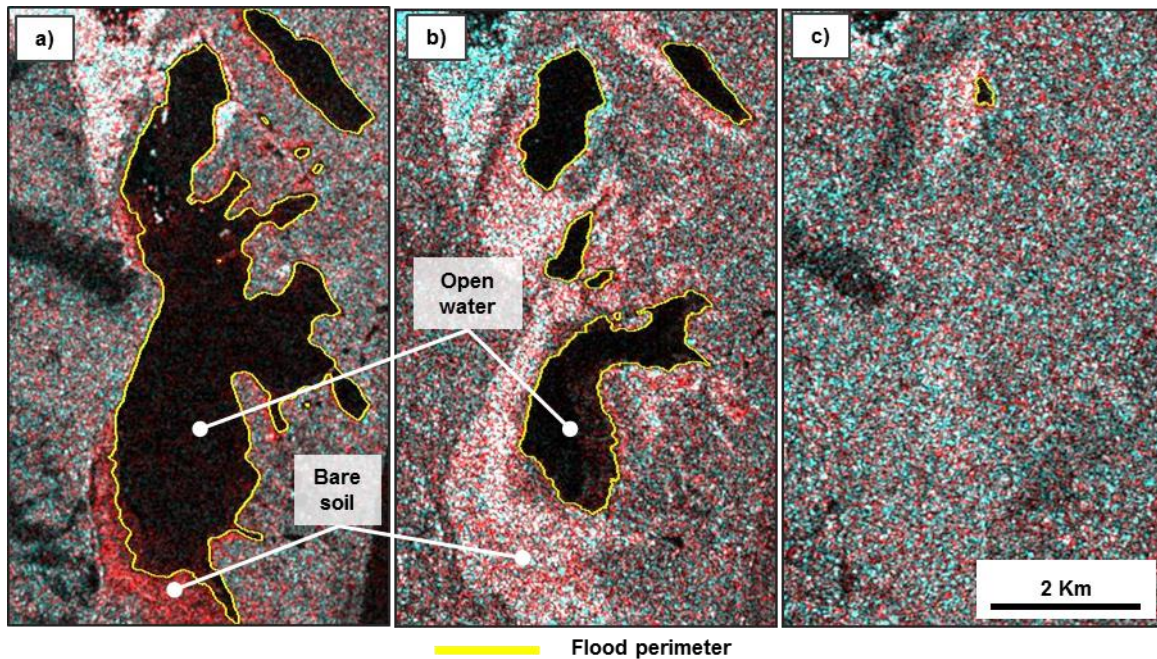 a)
b)
c)
Open
water
Bare
soil
2 Km
Flood perimeter